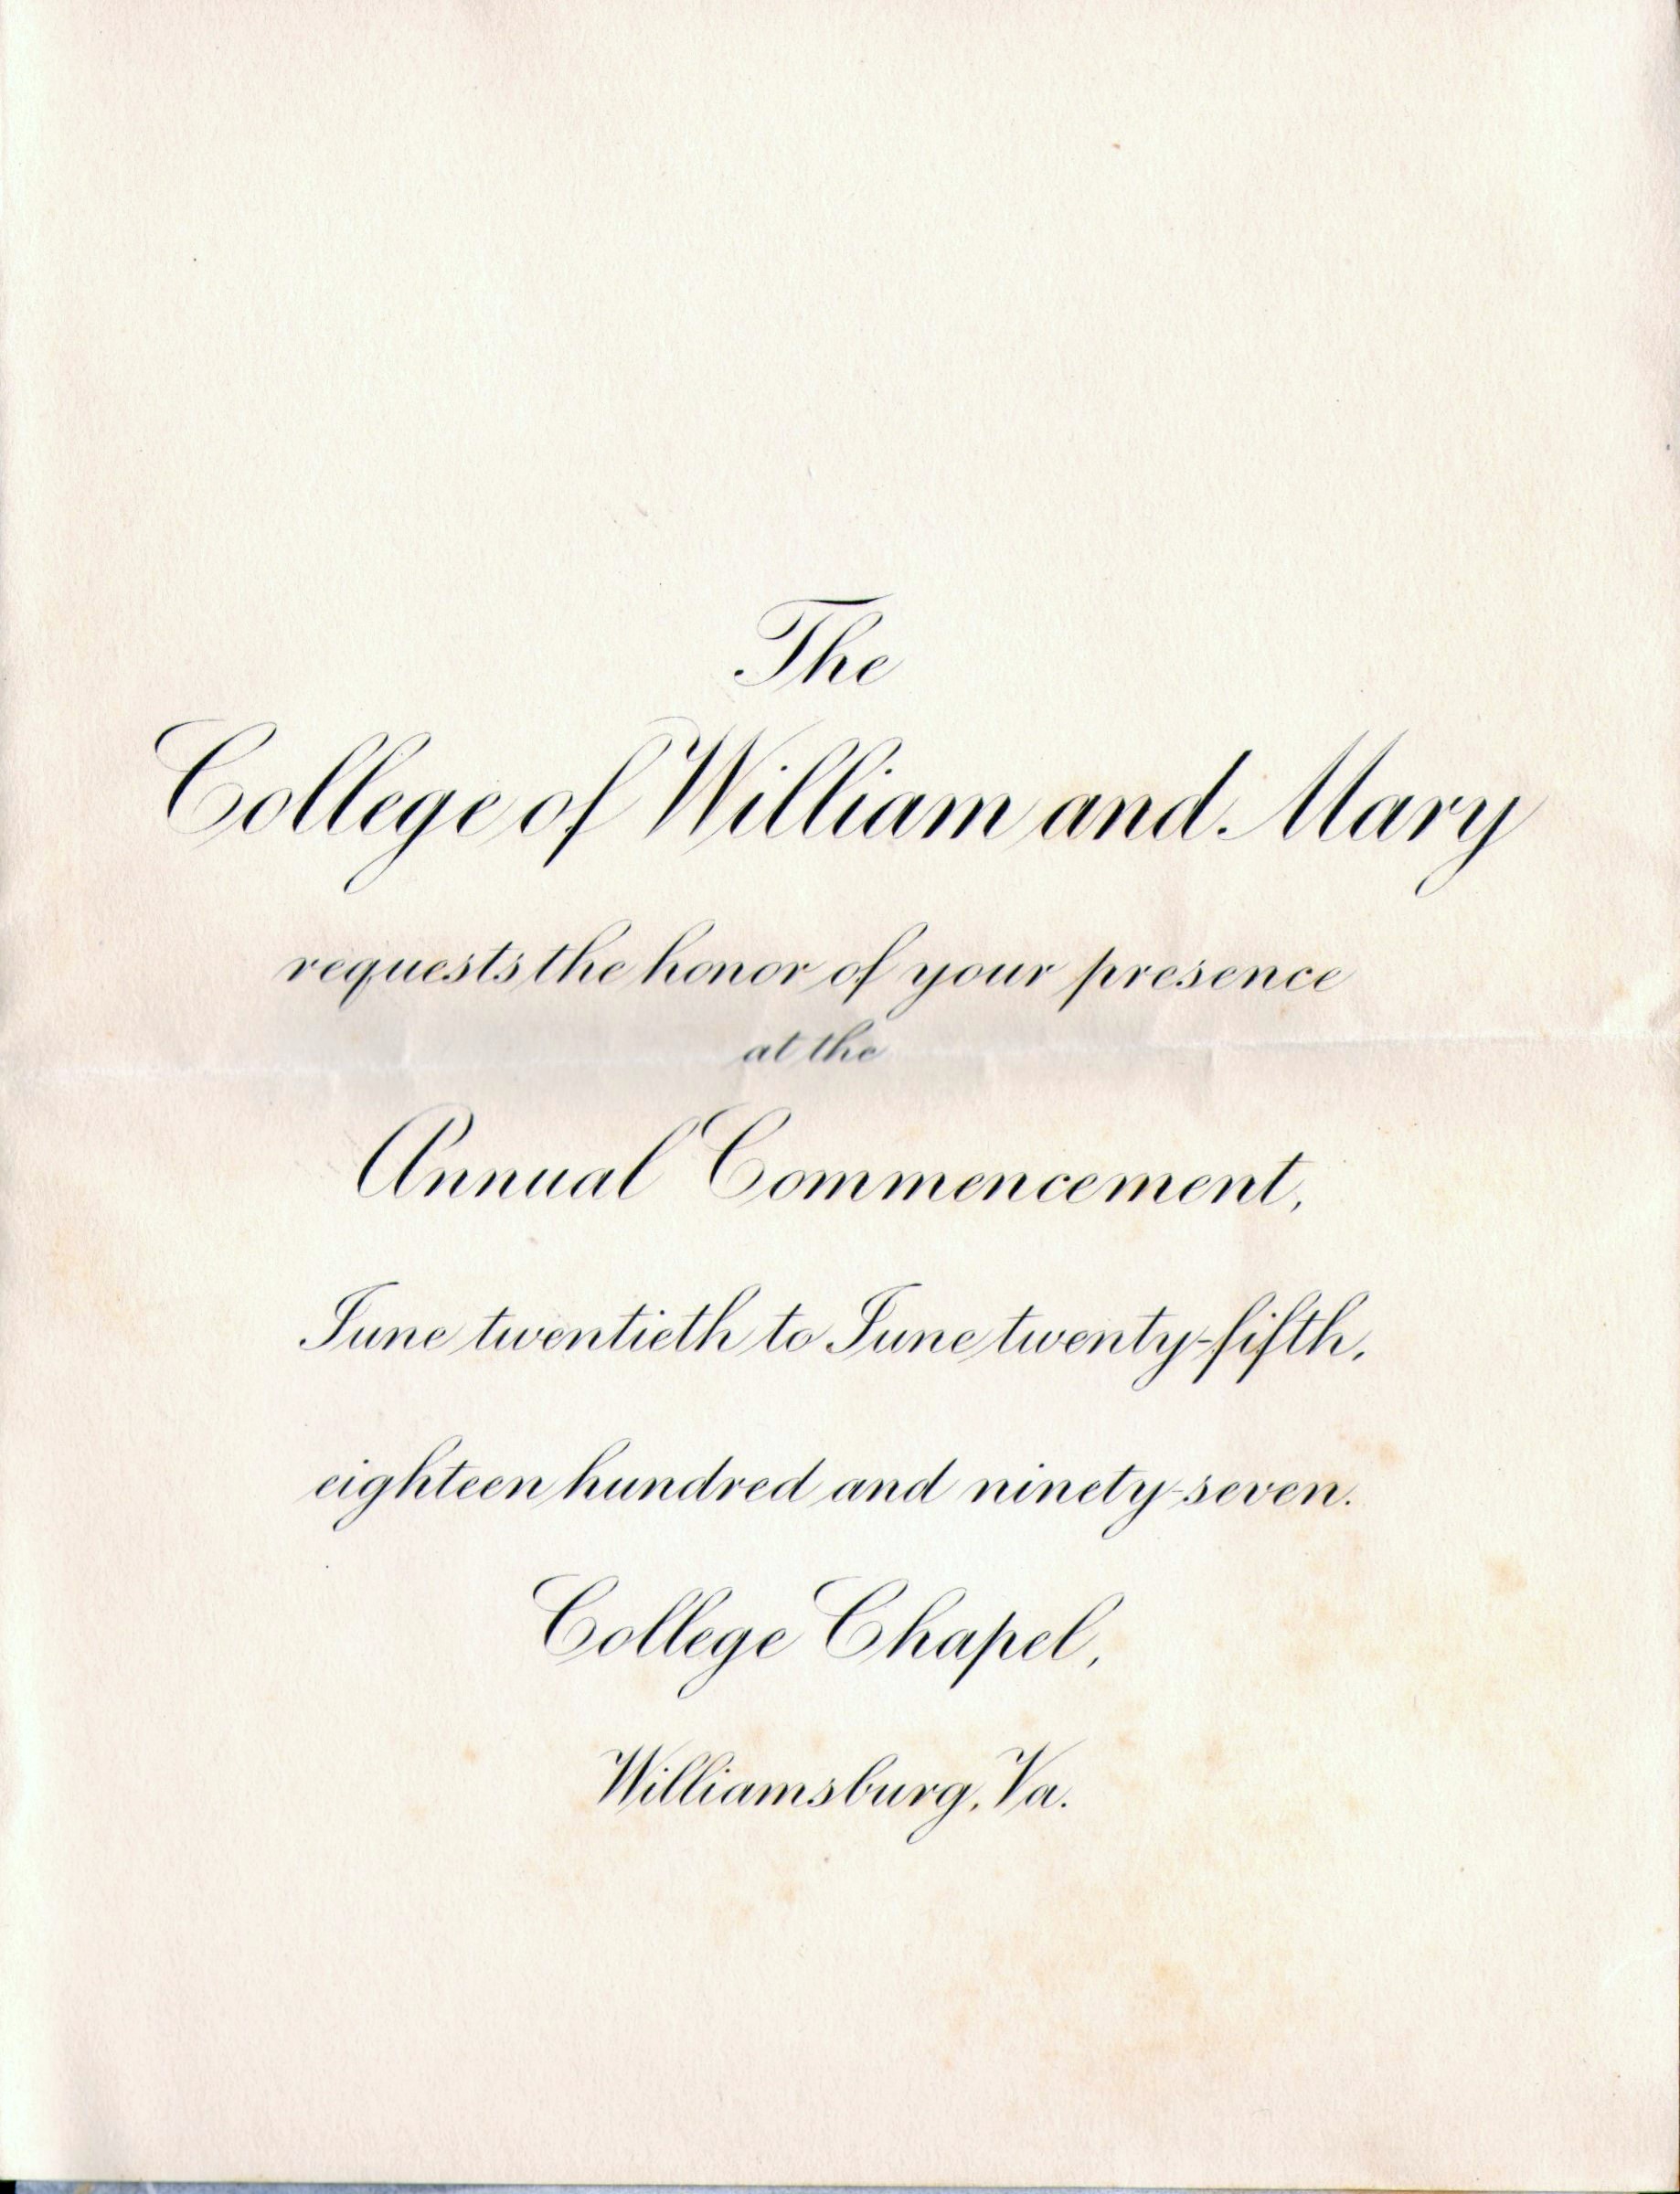 The
College of William and Mary
requests the honor of your presence
at the
Annual Commencement,
June twentieth to June twenty-fifth,
eighteen hundred and ninety-seven.
College Chapel,
Williamsburg, Va.